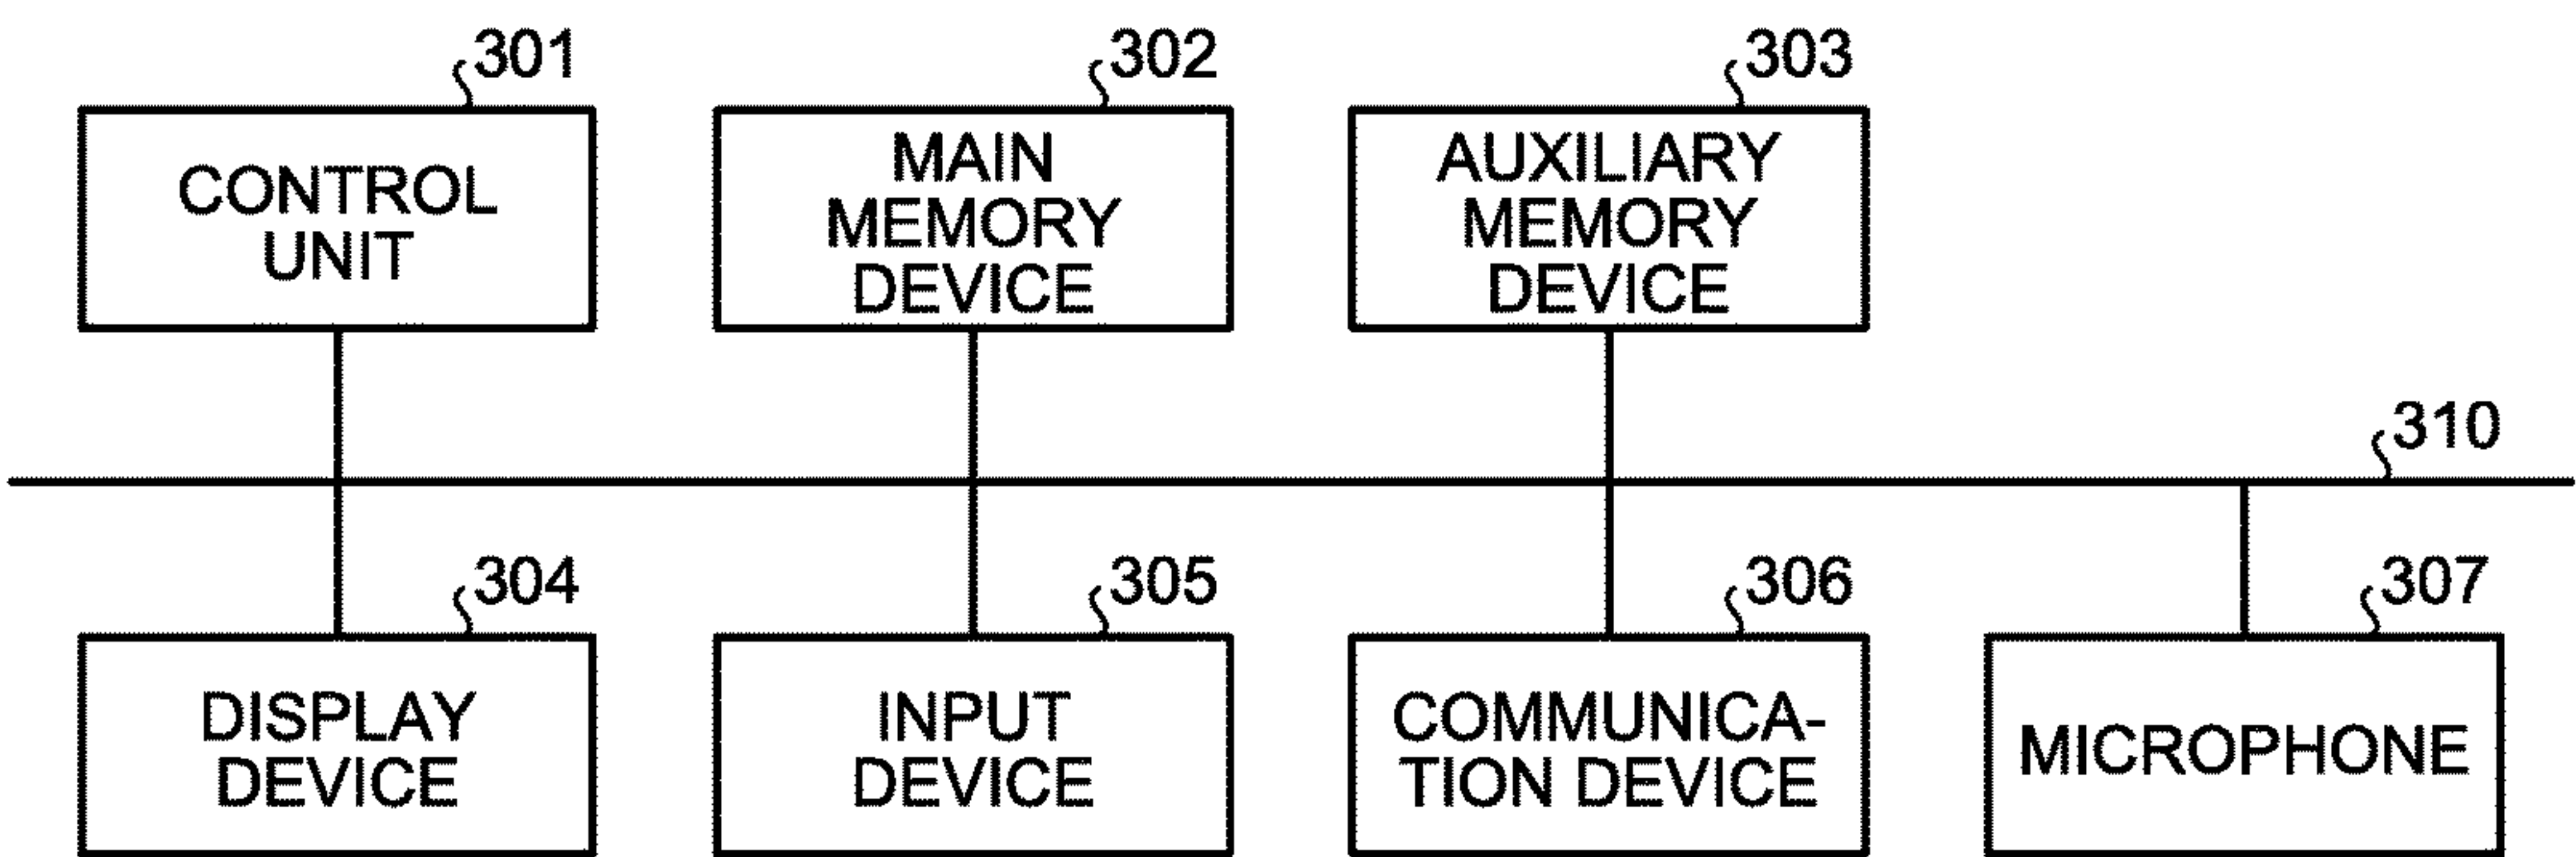 301
CONTROL
UNIT
302
MAIN
MEMORY
DEVICE
303
AUXILIARY
MEMORY
DEVICE
310
304
DISPLAY
DEVICE
305
INPUT
DEVICE
306
COMMUNICA-
TION DEVICE
307
MICROPHONE